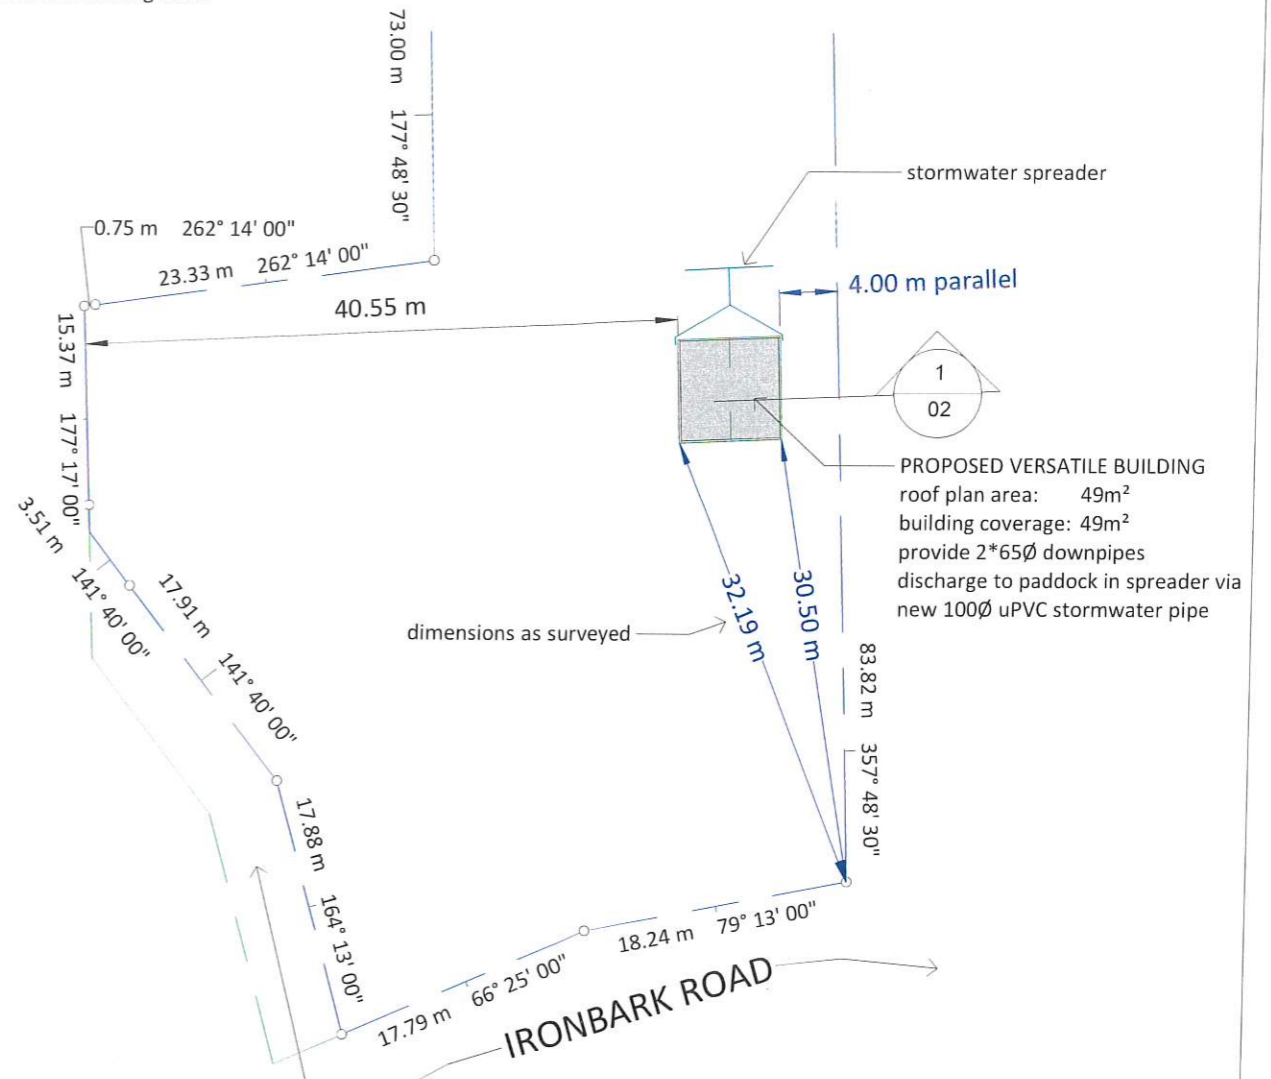 73.00 m 177° 48' 30"
stormwater spreader
0.75 m 262° 14' 00"
23.33 m 262° 14' 00"
4.00 m parallel
40.55 m
15.37 m 177° 17' 00"
1
02
PROPOSED VERSATILE BUILDING
roof plan area: 49m²
building coverage: 49m²
provide 2*65Ø downpipes
discharge to paddock in spreader via
new 100Ø uPVC stormwater pipe
3.51 m 141° 40' 00"
17.91 m 141° 40' 00"
32.19 m
30.50 m
dimensions as surveyed
83.82 m 357° 48' 30"
17.88 m 164° 13' 00"
18.24 m 79° 13' 00"
17.79 m 66° 25' 00"
IRONBARK ROAD